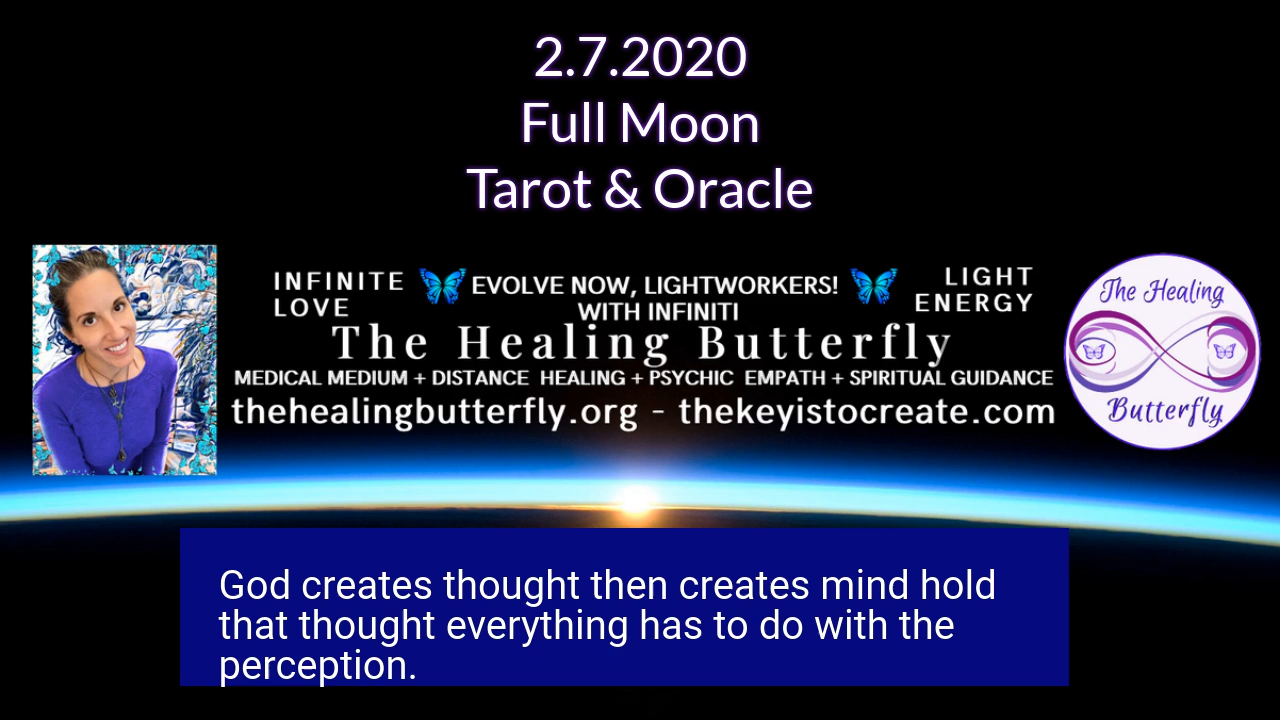 2.7.2020
Full Moon
Tarot & Oracle
INFINITE
LOVE
EVOLVE NOW, LIGHTWORKERS!
WITH INFINITI
LIGHT
ENERGY
The Healing Butterfly
MEDICAL MEDIUM + DISTANCE HEALING + PSYCHIC EMPATH + SPIRITUAL GUIDANCE
thehealingbutterfly.org - thekeyistocreate.com
The Healing
Butterfly
God creates thought then creates mind hold
that thought everything has to do with the
perception.